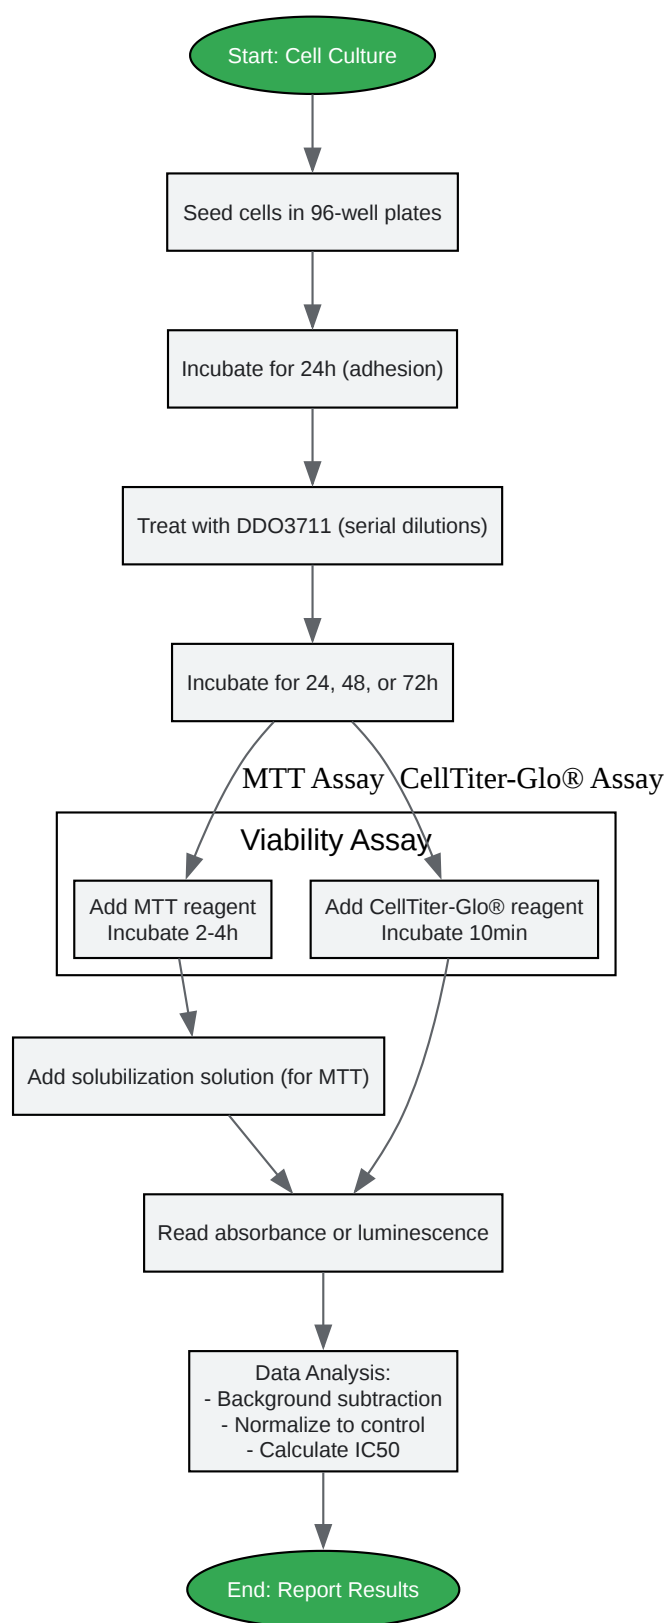 Start: Cell Culture
Seed cells in 96-well plates
Incubate for 24h (adhesion)
Treat with DDO3711 (serial dilutions)
Incubate for 24, 48, or 72h
MTT Assay
CellTiter-Glo® Assay
Viability Assay
Add MTT reagent
Incubate 2-4h
Add CellTiter-Glo® reagent
Incubate 10min
Add solubilization solution (for MTT)
Read absorbance or luminescence
Data Analysis:
- Background subtraction
- Normalize to control
- Calculate IC50
End: Report Results